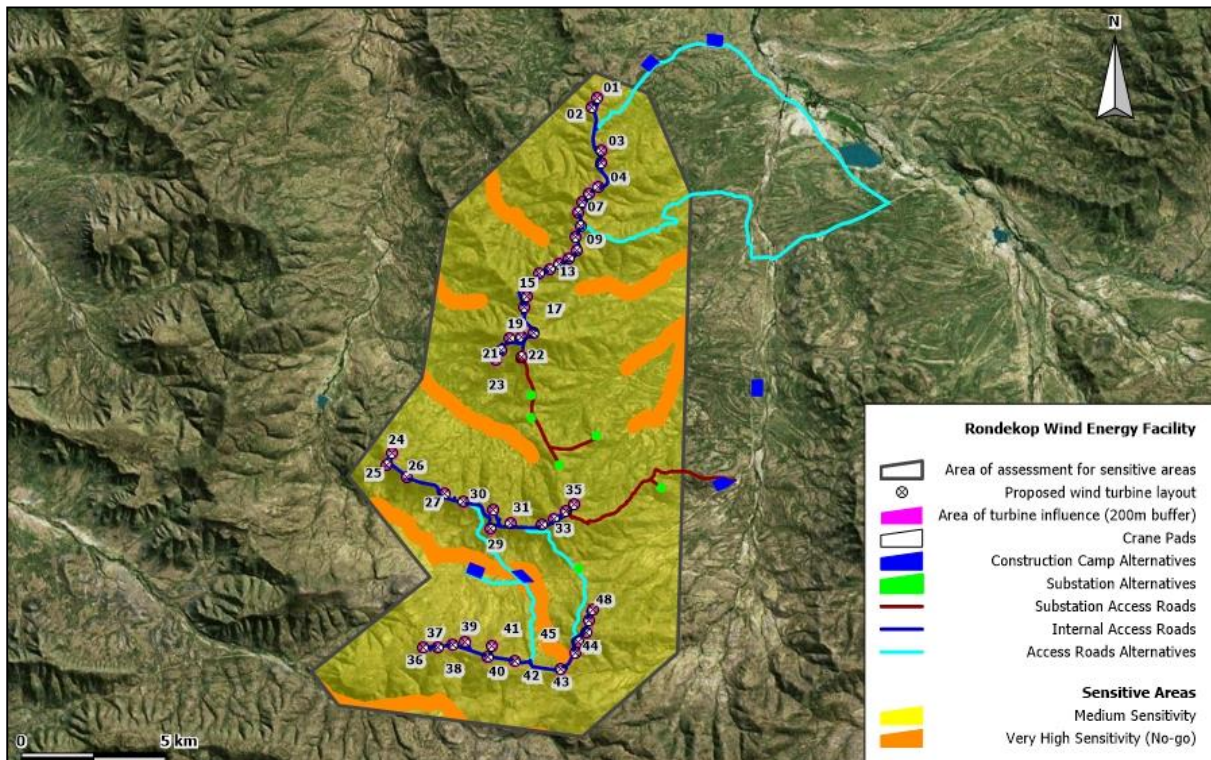 N
01
02
03
04
07
09
13
15
17
19
21
22
23
24
25
26
27
30
35
31
33
29
48
39
41
45
37
44
36
38
40
42
43
0
5 km
Rondekop Wind Energy Facility
Area of assessment for sensitive areas
Proposed wind turbine layout
Area of turbine influence (200m buffer)
Crane Pads
Construction Camp Alternatives
Substation Alternatives
Substation Access Roads
Internal Access Roads
Access Roads Alternatives
Sensitive Areas
Medium Sensitivity
Very High Sensitivity (No-go)